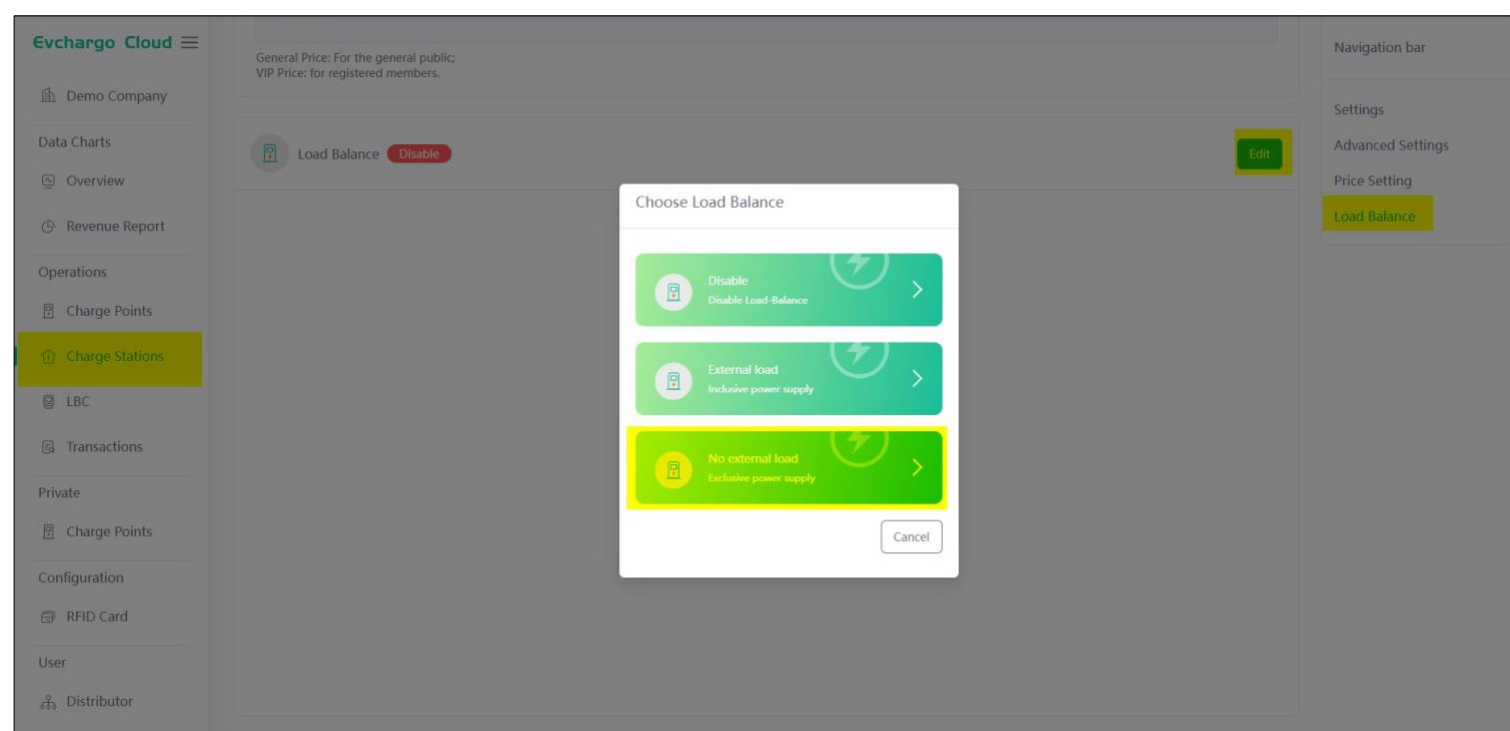 Evchargo Cloud
Demo Company
Data Charts
Overview
Revenue Report
Operations
Charge Points
Charge Stations
LBC
Transactions
Private
Charge Points
Configuration
RFID Card
User
Distributor
General Price: For the general public;
VIP Price: for registered members.
Load Balance Disable
Edit
Choose Load Balance
Disable
Disable Load-Balance
External load
Inclusive power supply
No external load
Exclusive power supply
Cancel
Navigation bar
Settings
Advanced Settings
Price Setting
Load Balance